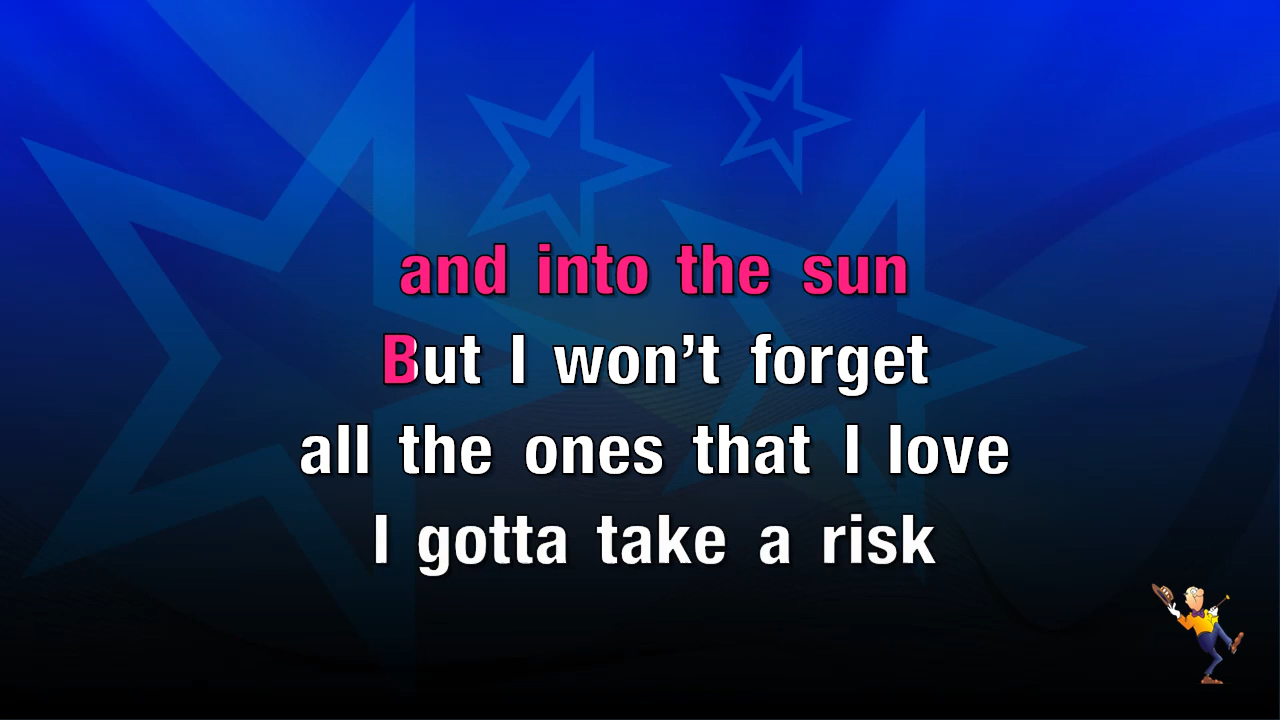 and into the sun
But I won’t forget
all the ones that I love
I gotta take a risk